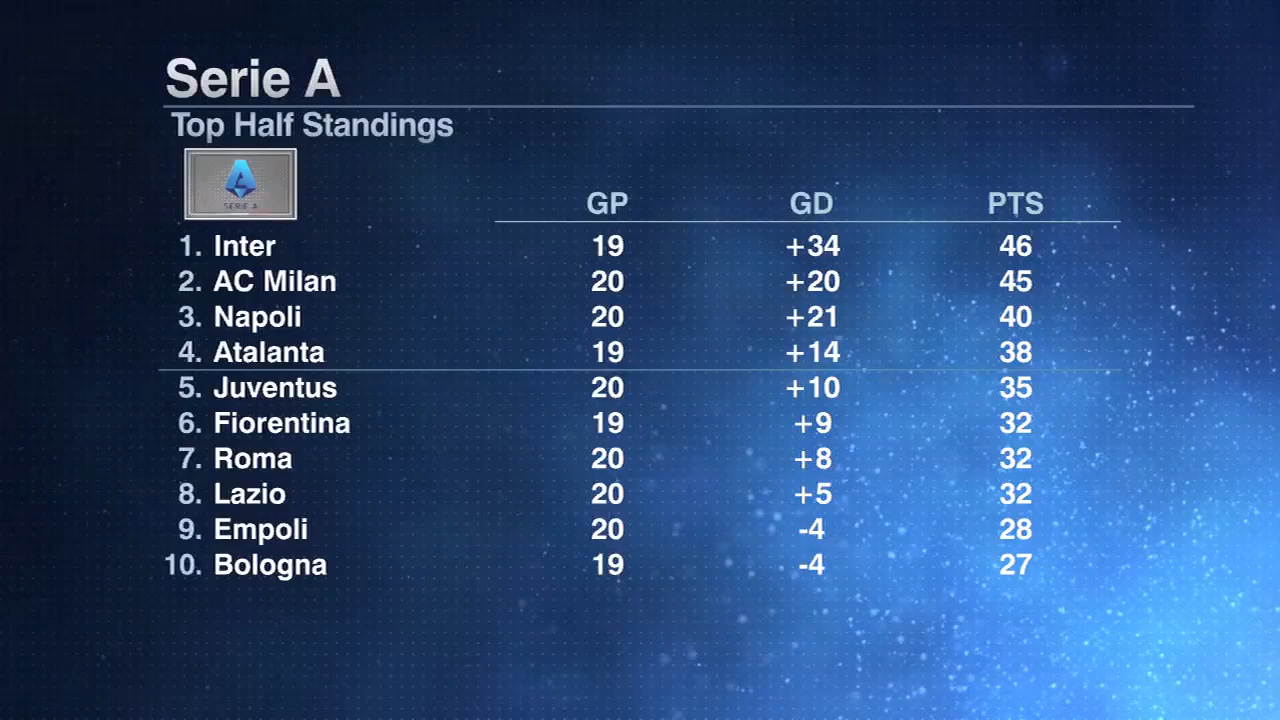 Serie A
Top Half Standings
SERIE A
GP GD PTS
1. Inter 19 +34 46
2. AC Milan 20 +20 45
3. Napoli 20 +21 40
4. Atalanta 19 +14 38
5. Juventus 20 +10 35
6. Fiorentina 19 +9 32
7. Roma 20 +8 32
8. Lazio 20 +5 32
9. Empoli 20 -4 28
10. Bologna 19 -4 27